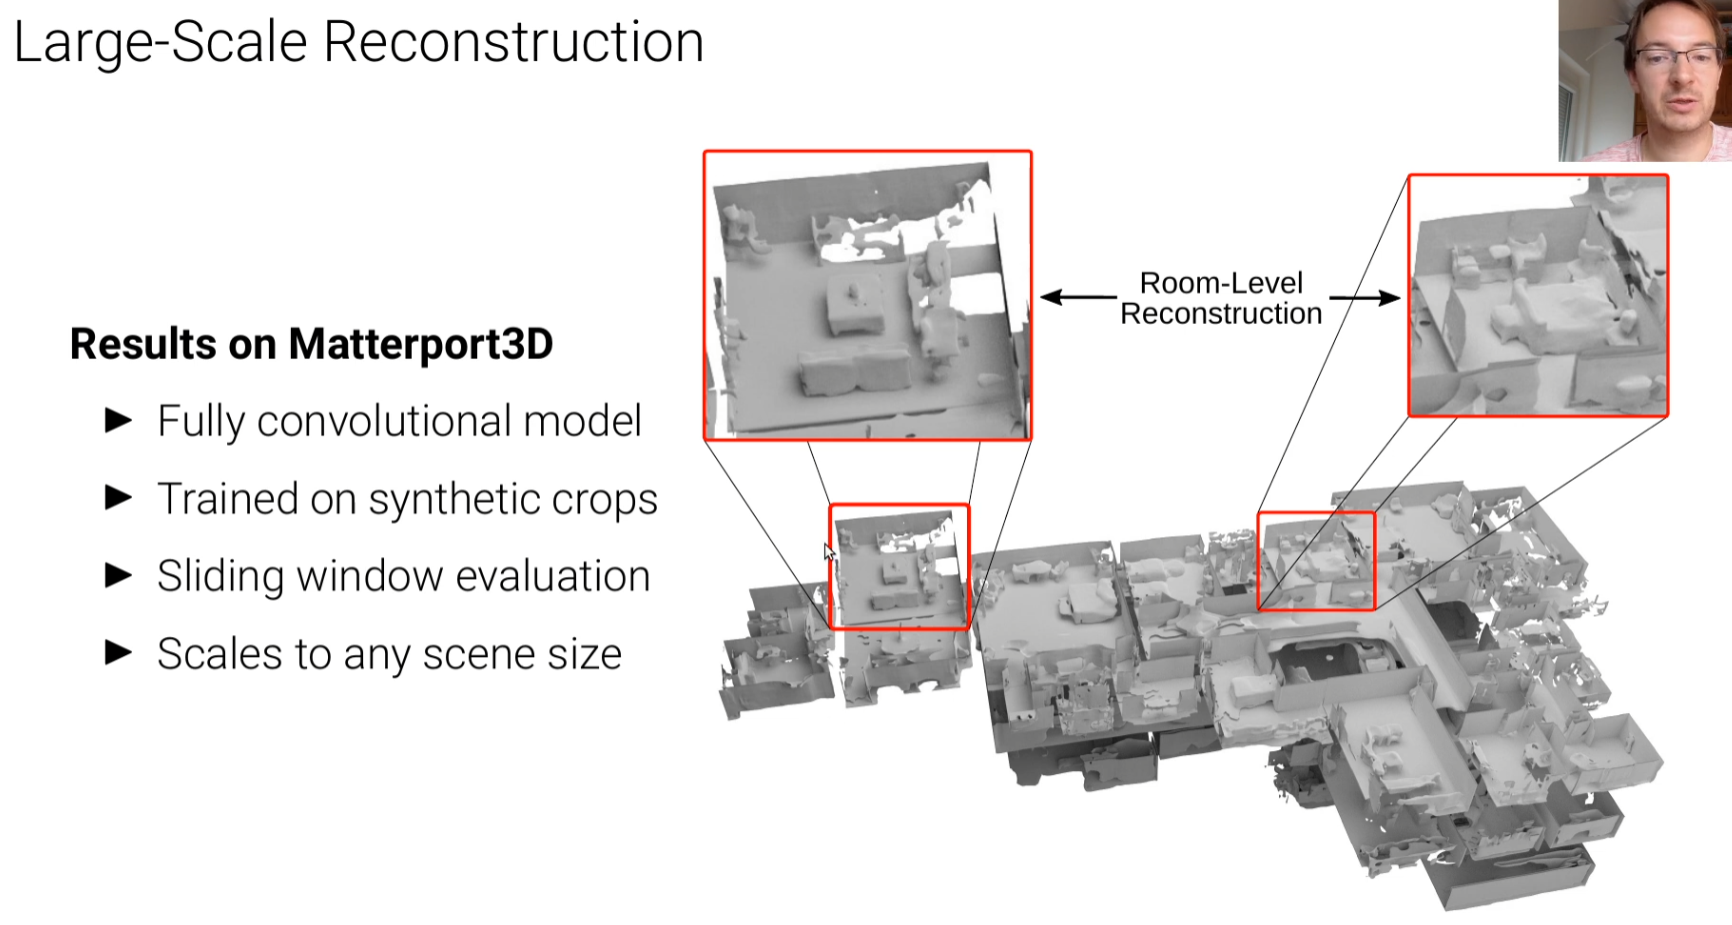 Large-Scale Reconstruction
Room-Level
Reconstruction
Results on Matterport3D
Fully convolutional model
Trained on synthetic crops
Sliding window evaluation
Scales to any scene size